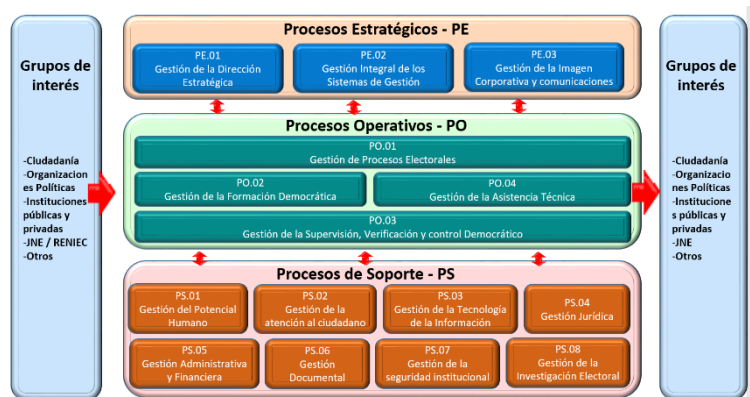 Grupos de
interés
-Ciudadanía
-Organizacion
es Políticas
-Instituciones
públicas y
privadas
-JNE / RENIEC
-Otros
Procesos Estratégicos - PE
PE.01
Gestión de la Dirección
Estratégica
PE.02
Gestión Integral de los
Sistemas de Gestión
PE.03
Gestión de la Imagen
Corporativa y comunicaciones
Procesos Operativos - PO
PO.01
Gestión de Procesos Electorales
PO.02
Gestión de la Formación Democrática
PO.04
Gestión de la Asistencia Técnica
PO.03
Gestión de la Supervisión, Verificación y control Democrático
Procesos de Soporte - PS
PS.01
Gestión del Potencial
Humano
PS.02
Gestión de la
atención al ciudadano
PS.03
Gestión de la Tecnología
de la Información
PS.04
Gestión Jurídica
PS.05
Gestión Administrativa
y Financiera
PS.06
Gestión
Documental
PS.07
Gestión de la
seguridad institucional
PS.08
Gestión de la
Investigación Electoral
Grupos de
interés
-Ciudadanía
-Organizacio
nes Políticas
-Institucione
s públicas y
privadas
-JNE
-Otros